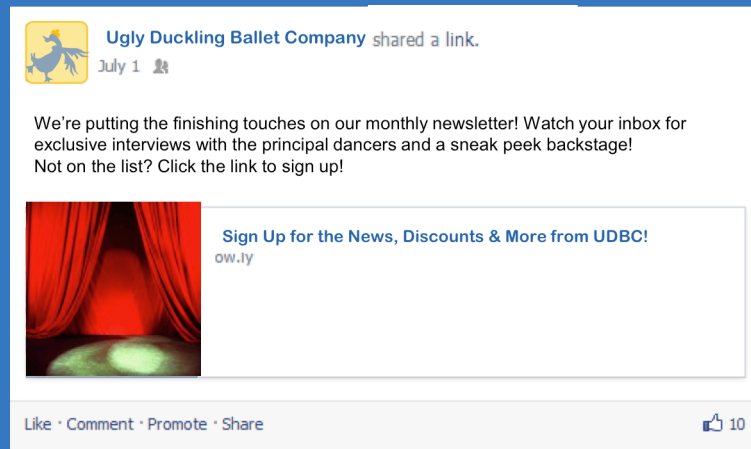 Ugly Duckling Ballet Company shared a link.
July 1
We're putting the finishing touches on our monthly newsletter! Watch your inbox for
exclusive interviews with the principal dancers and a sneak peek backstage!
Not on the list? Click the link to sign up!
Sign Up for the News, Discounts & More from UDBC!
ow.ly
Like · Comment · Promote · Share 10